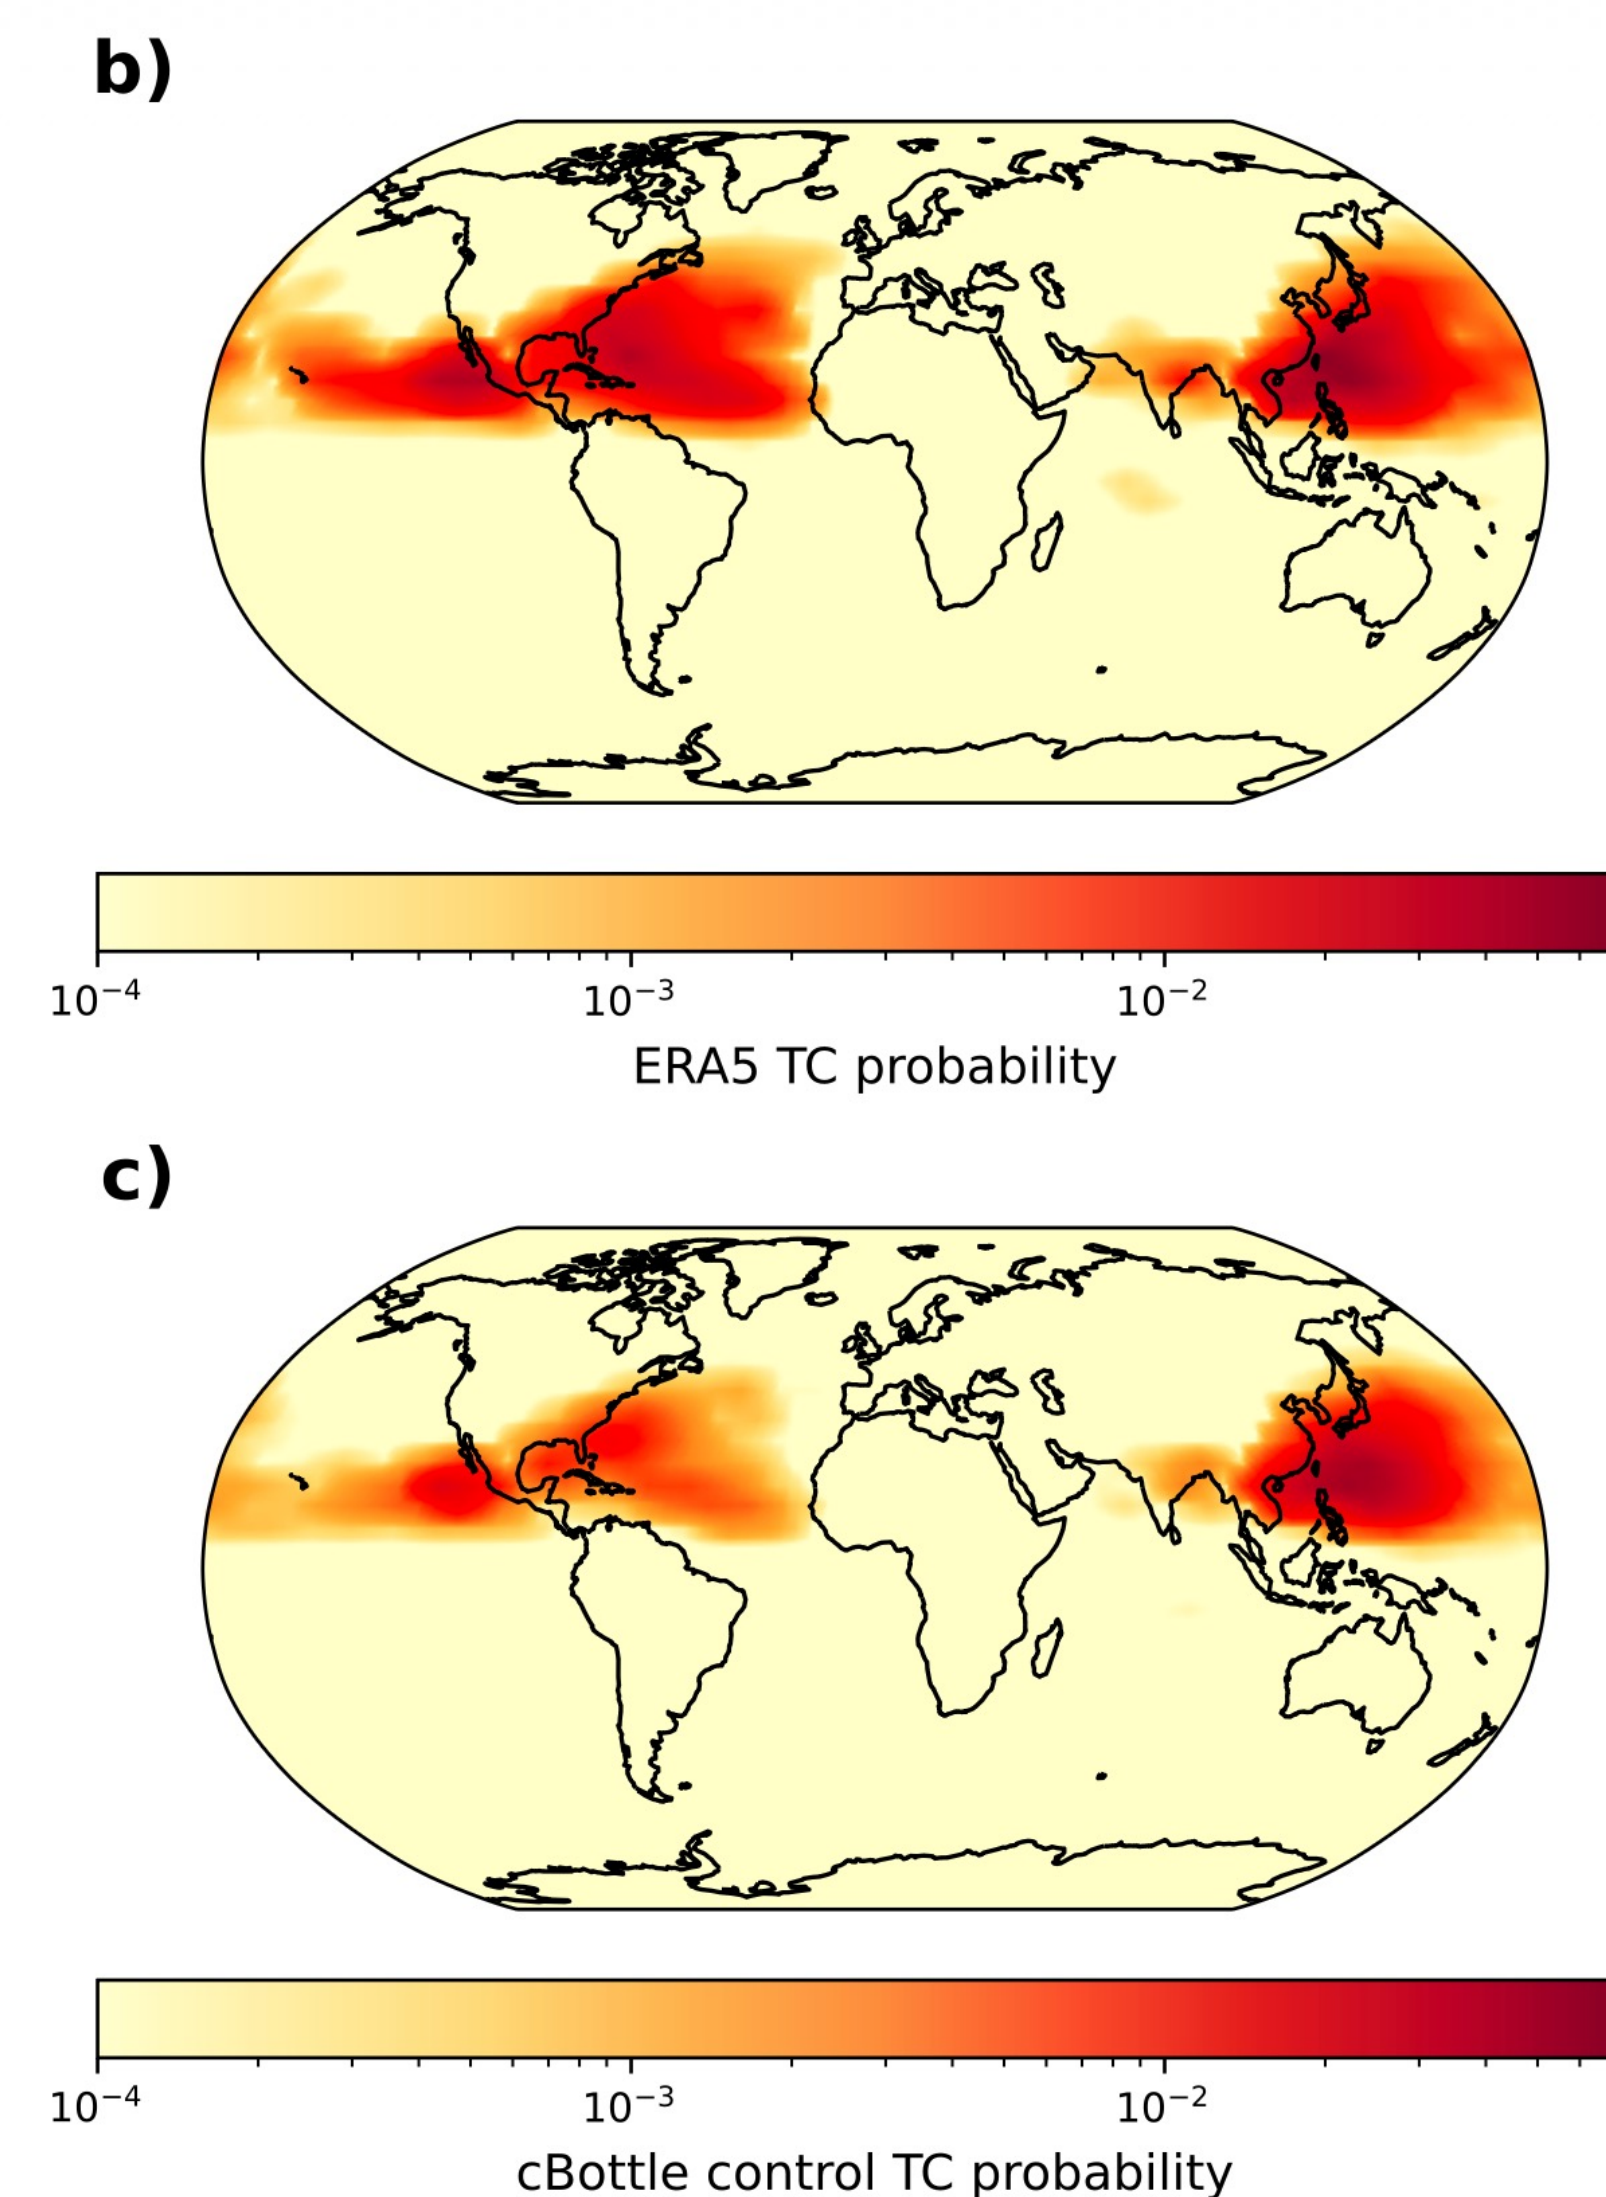 b)
10⁻⁴ 10⁻³ 10⁻²
ERA5 TC probability
c)
10⁻⁴ 10⁻³ 10⁻²
cBottle control TC probability